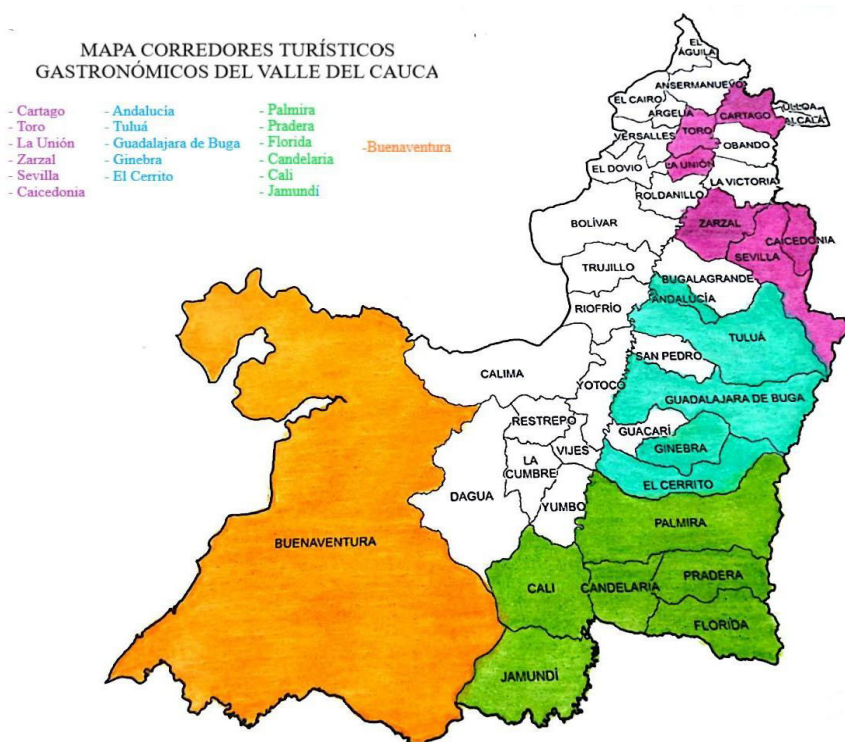 MAPA CORREDORES TURÍSTICOS
GASTRONÓMICOS DEL VALLE DEL CAUCA
- Cartago
- Toro
- La Unión
- Zarzal
- Sevilla
- Caicedonia
- Andalucía
- Tuluá
- Guadalajara de Buga
- Ginebra
- El Cerrito
- Palmira
- Pradera
- Florida
- Candelaria
- Cali
- Jamundí
-Buenaventura
EL
ÁGUILA
ANSERMANUEVO
EL CAIRO
ULLOA
ARGELIA
CARTAGO
ALCALÁ
VERSALLES
TORO
OBANDO
EL DOVIO
LA UNIÓN
LA VICTORIA
ROLDANILLO
BOLÍVAR
ZARZAL
CAICEDONIA
SEVILLA
TRUJILLO
BUGALAGRANDE
ANDALUCÍA
RIOFRÍO
TULUÁ
SAN PEDRO
CALIMA
YOTOCO
GUADALAJARA DE BUGA
RESTREPO
GUACARÍ
VIJES
GINEBRA
LA
CUMBRE
EL CERRITO
DAGUA
YUMBO
PALMIRA
BUENAVENTURA
CALI
CANDELARIA
PRADERA
FLORIDA
JAMUNDÍ